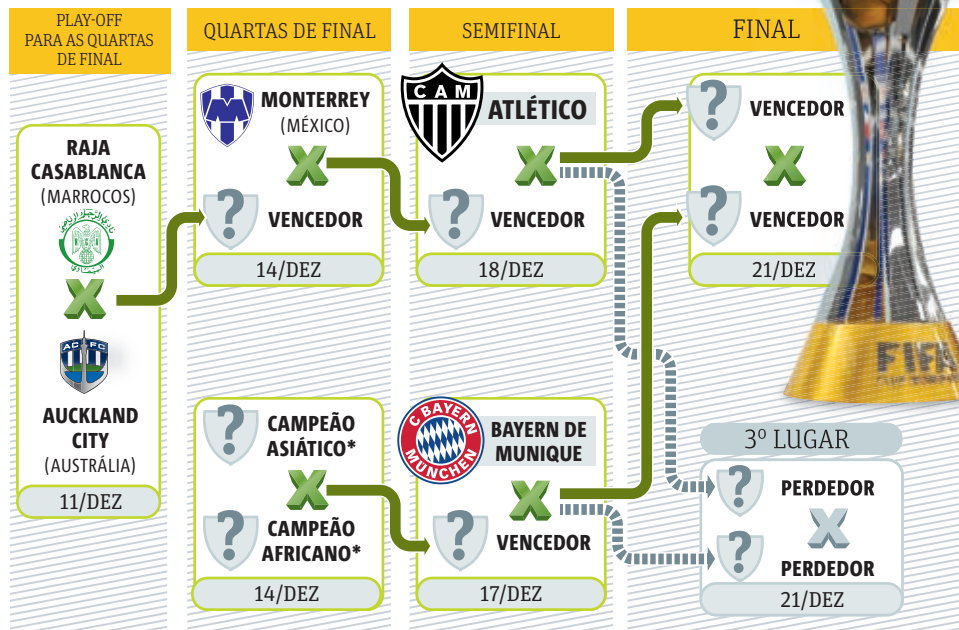 PLAY-OFF
PARA AS QUARTAS
DE FINAL
RAJA
CASABLANCA
(MARROCOS)
X
AC FC
AUCKLAND
CITY
(AUSTRÁLIA)
11/DEZ
QUARTAS DE FINAL
MONTERREY
(MÉXICO)
X
?
VENCEDOR
14/DEZ
?
CAMPEÃO
ASIÁTICO*
X
?
CAMPEÃO
AFRICANO*
14/DEZ
SEMIFINAL
CAM
ATLÉTICO
X
?
VENCEDOR
18/DEZ
C BAYERN
MÜNCHEN
BAYERN DE
MUNIQUE
X
?
VENCEDOR
17/DEZ
FINAL
?
VENCEDOR
X
?
VENCEDOR
21/DEZ
FIFA
3º LUGAR
?
PERDEDOR
X
?
PERDEDOR
21/DEZ